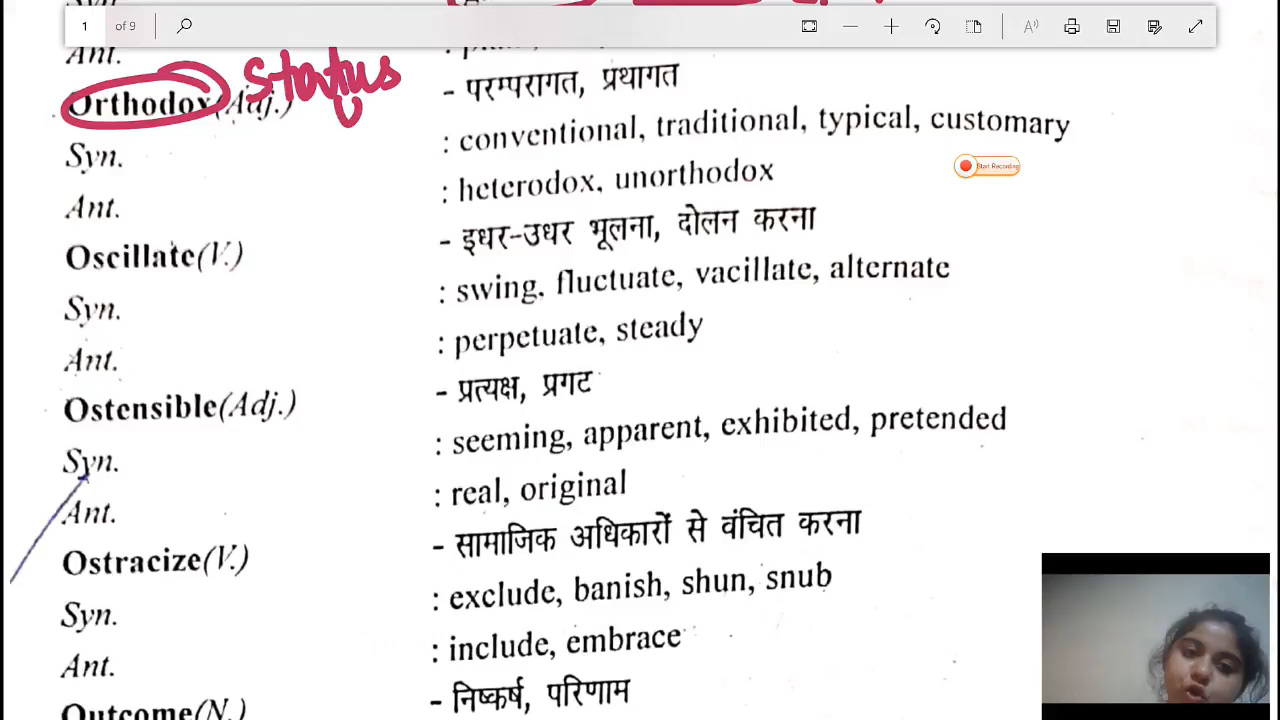 1 of 9
Ant.
Orthodox(Adj.) status - परम्परागत, प्रथागत
Syn. : conventional, traditional, typical, customary
Start Recording
Ant. : heterodox, unorthodox
Oscillate(V.) - इधर-उधर भूलना, दोलन करना
Syn. : swing, fluctuate, vacillate, alternate
Ant. : perpetuate, steady
Ostensible(Adj.) - प्रत्यक्ष, प्रगट
Syn. : seeming, apparent, exhibited, pretended
Ant. : real, original
Ostracize(V.) - सामाजिक अधिकारों से वंचित करना
Syn. : exclude, banish, shun, snub
Ant. : include, embrace
Outcome(N.) - निष्कर्ष, परिणाम